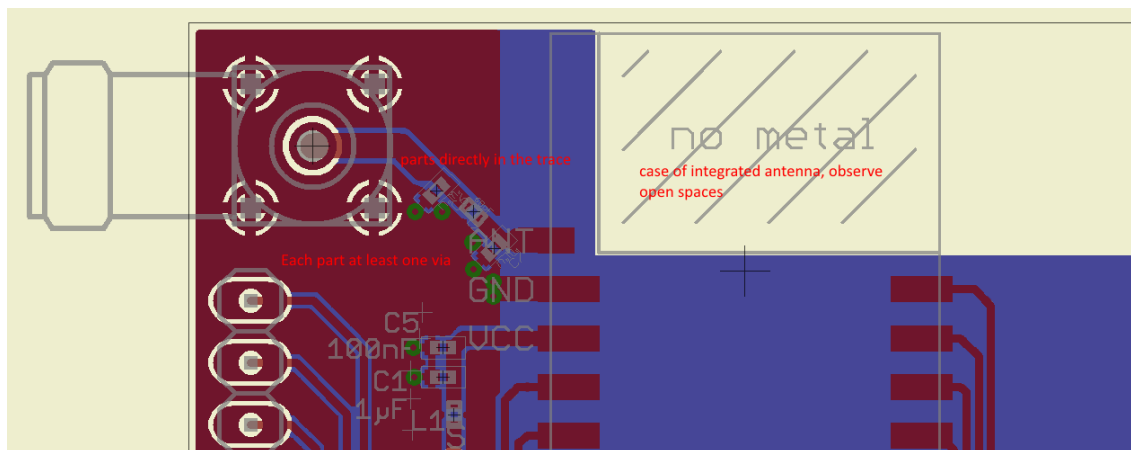 no metal
parts directly in the trace
case of integrated antenna, observe
open spaces
ANT
Each part at least one via
GND
C5
VCC
100nF
C1
1µF
L1
S